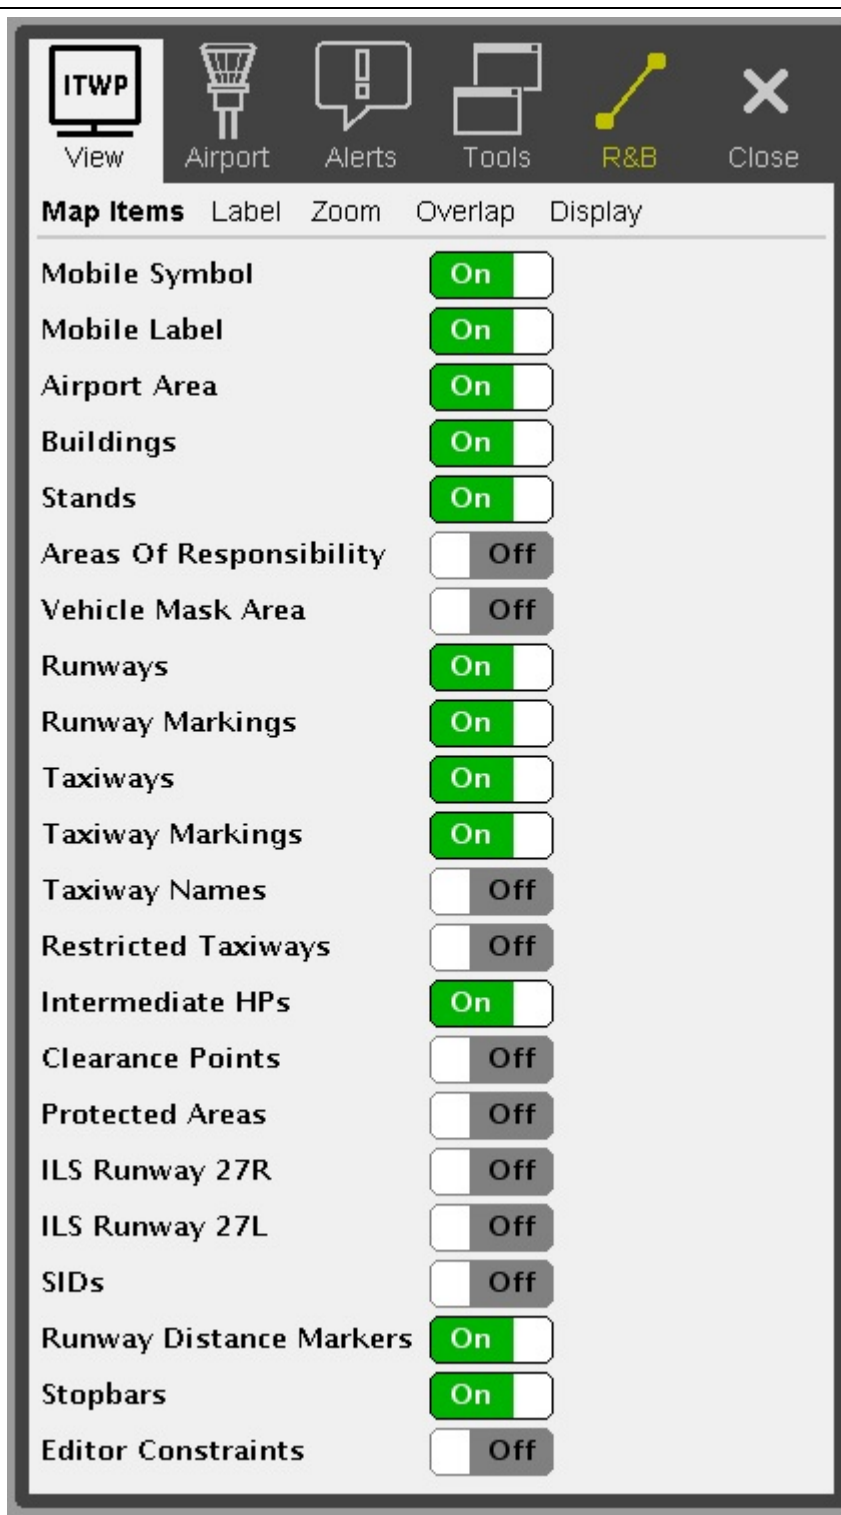 ITWP
View Airport Alerts Tools R&B Close
Map Items Label Zoom Overlap Display
Mobile Symbol On
Mobile Label On
Airport Area On
Buildings On
Stands On
Areas Of Responsibility Off
Vehicle Mask Area Off
Runways On
Runway Markings On
Taxiways On
Taxiway Markings On
Taxiway Names Off
Restricted Taxiways Off
Intermediate HPs On
Clearance Points Off
Protected Areas Off
ILS Runway 27R Off
ILS Runway 27L Off
SIDs Off
Runway Distance Markers On
Stopbars On
Editor Constraints Off